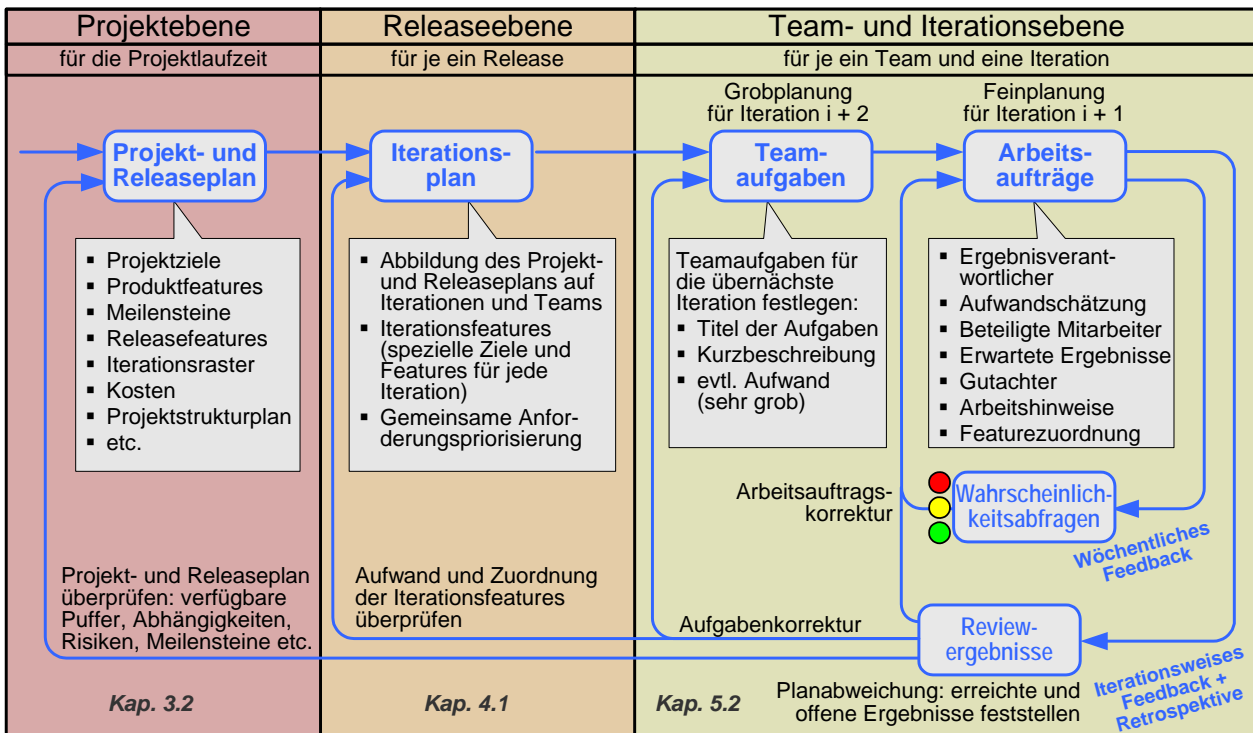 Projektebene
für die Projektlaufzeit
Projekt- und
Releaseplan
▪ Projektziele
▪ Produktfeatures
▪ Meilensteine
▪ Releasefeatures
▪ Iterationsraster
▪ Kosten
▪ Projektstrukturplan
▪ etc.
Projekt- und Releaseplan
überprüfen: verfügbare
Puffer, Abhängigkeiten,
Risiken, Meilensteine etc.
Kap. 3.2
Releaseebene
für je ein Release
Iterations-
plan
▪ Abbildung des Projekt-
und Releaseplans auf
Iterationen und Teams
▪ Iterationsfeatures
(spezielle Ziele und
Features für jede
Iteration)
▪ Gemeinsame Anfor-
derungspriorisierung
Aufwand und Zuordnung
der Iterationsfeatures
überprüfen
Kap. 4.1
Team- und Iterationsebene
für je ein Team und eine Iteration
Grobplanung
für Iteration i + 2
Team-
aufgaben
Teamaufgaben für
die übernächste
Iteration festlegen:
▪ Titel der Aufgaben
▪ Kurzbeschreibung
▪ evtl. Aufwand
(sehr grob)
Feinplanung
für Iteration i + 1
Arbeits-
aufträge
▪ Ergebnisverant-
wortlicher
▪ Aufwandschätzung
▪ Beteiligte Mitarbeiter
▪ Erwartete Ergebnisse
▪ Gutachter
▪ Arbeitshinweise
▪ Featurezuordnung
Arbeitsauftrags-
korrektur
Wahrscheinlich-
keitsabfragen
Wöchentliches
Feedback
Aufgabenkorrektur
Review-
ergebnisse
Iterationsweises
Feedback +
Retrospektive
Kap. 5.2
Planabweichung: erreichte und
offene Ergebnisse feststellen